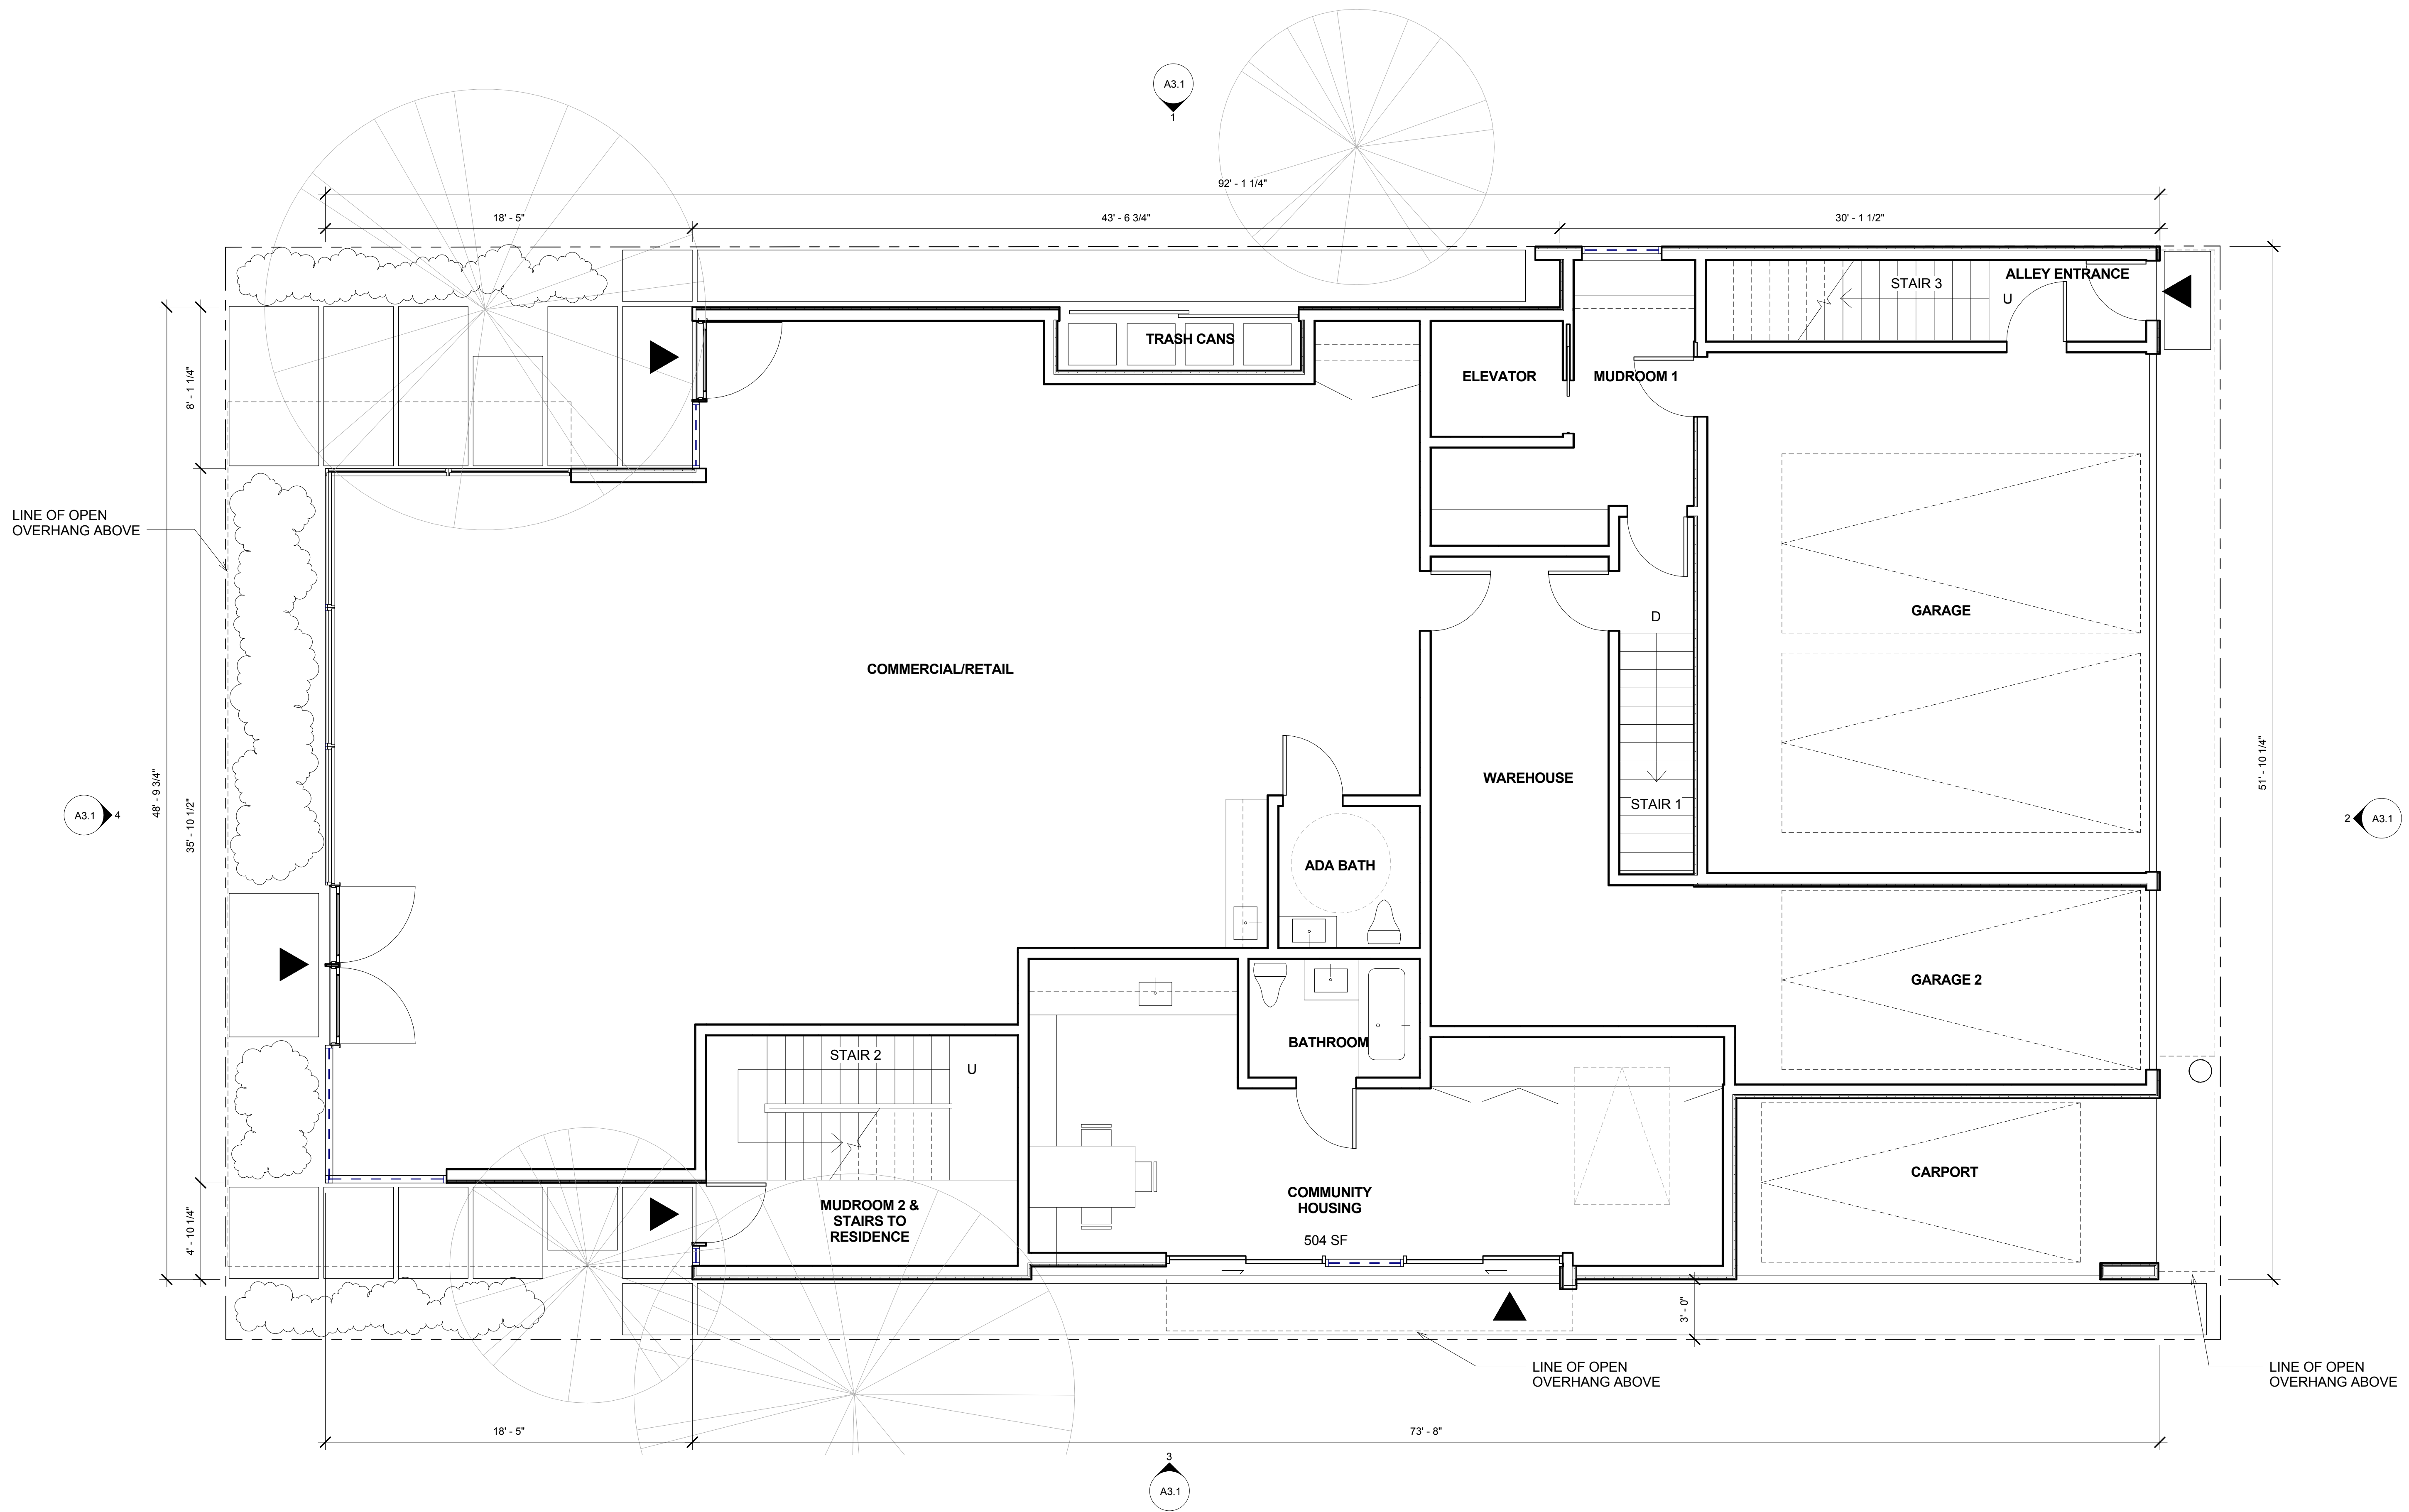 A3.1
1
92' - 1 1/4"
18' - 5"
43' - 6 3/4"
30' - 1 1/2"
ALLEY ENTRANCE
STAIR 3
U
TRASH CANS
ELEVATOR
MUDROOM 1
8' - 1 1/4"
LINE OF OPEN
OVERHANG ABOVE
GARAGE
D
COMMERCIAL/RETAIL
WAREHOUSE
STAIR 1
48' - 9 3/4"
35' - 10 1/2"
51' - 10 1/4"
A3.1
4
2
A3.1
ADA BATH
GARAGE 2
BATHROOM
STAIR 2
U
CARPORT
COMMUNITY
HOUSING
504 SF
MUDROOM 2 &
STAIRS TO
RESIDENCE
4' - 10 1/4"
3' - 0"
LINE OF OPEN
OVERHANG ABOVE
LINE OF OPEN
OVERHANG ABOVE
18' - 5"
73' - 8"
3
A3.1